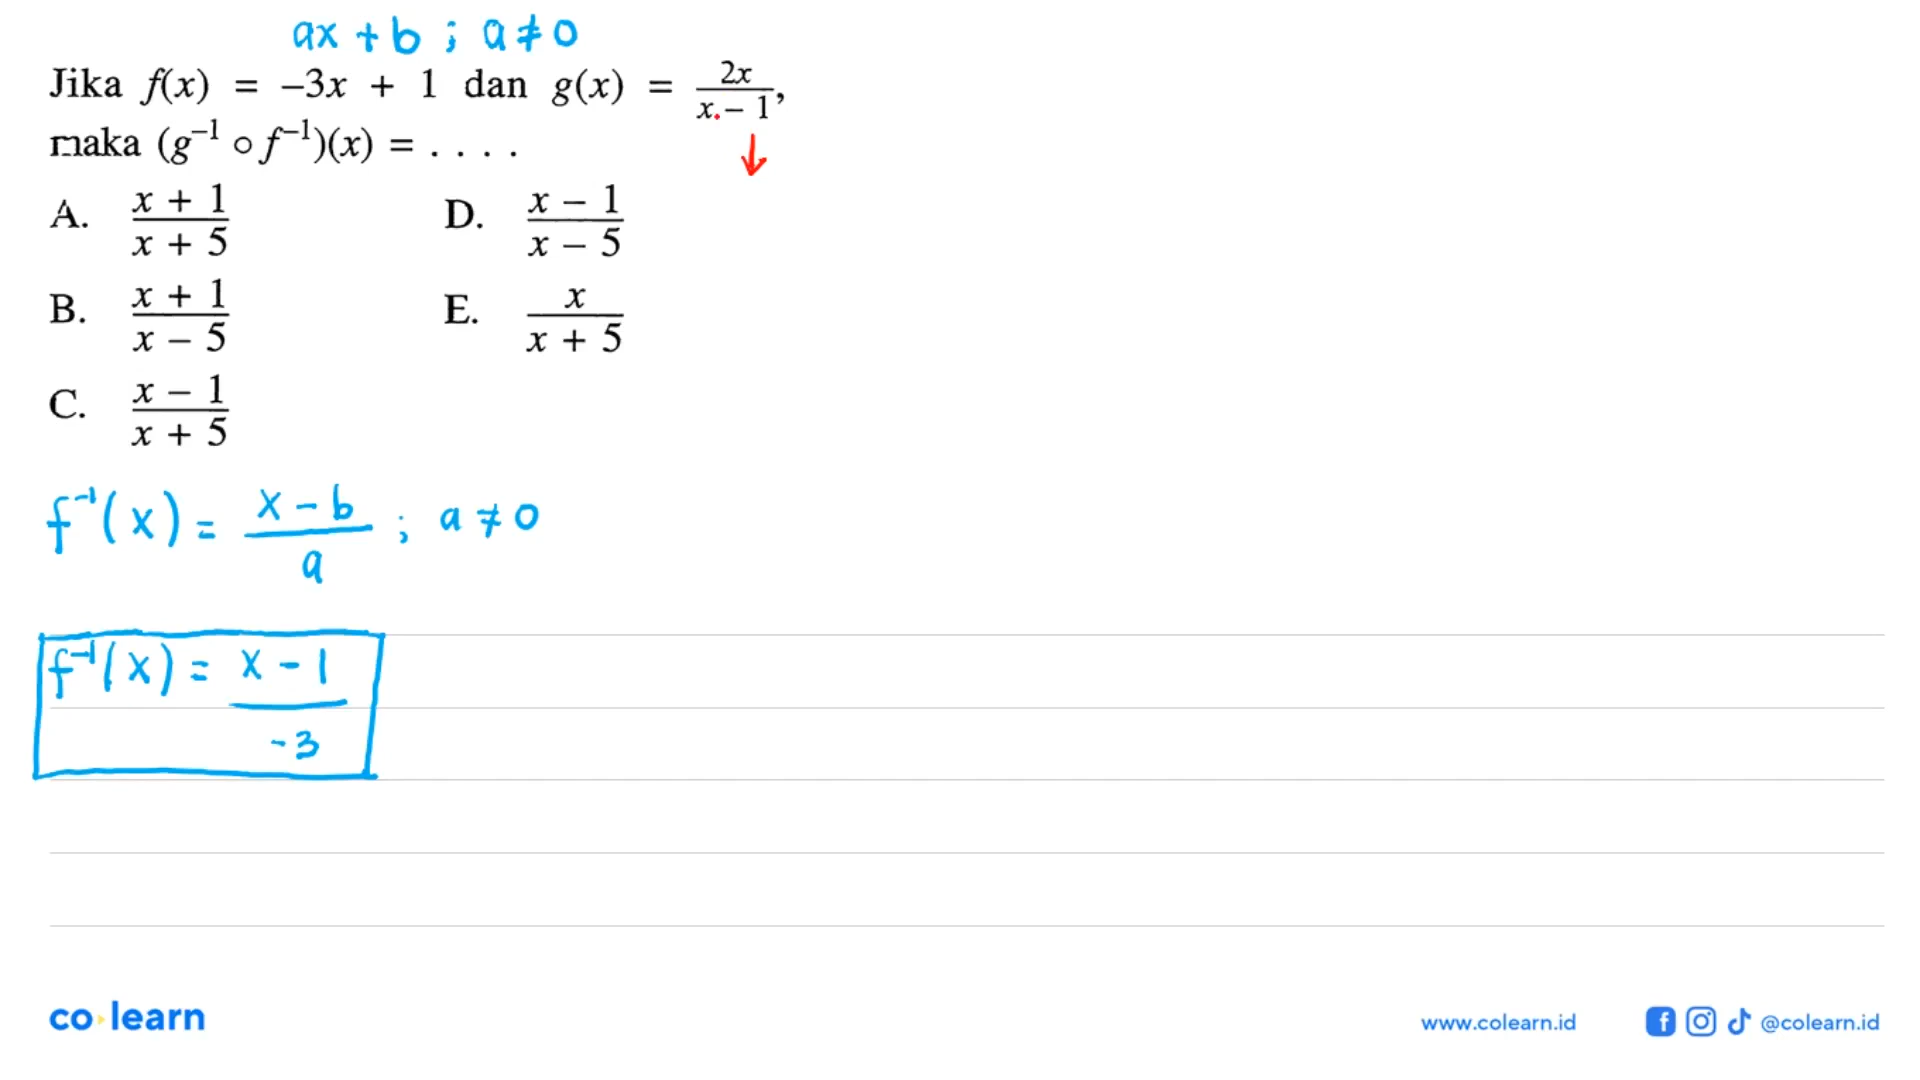 ax + b ; a ≠ 0
Jika f(x) = –3x + 1 dan g(x) = 2x/(x – 1),
maka (g⁻¹ ∘ f⁻¹)(x) = . . . .
A. (x + 1)/(x + 5) D. (x – 1)/(x – 5)
B. (x + 1)/(x – 5) E. x/(x + 5)
C. (x – 1)/(x + 5)
f⁻¹(x) = (x – b)/a ; a ≠ 0
f⁻¹(x) = (x – 1)/–3
co learn
www.colearn.id @colearn.id